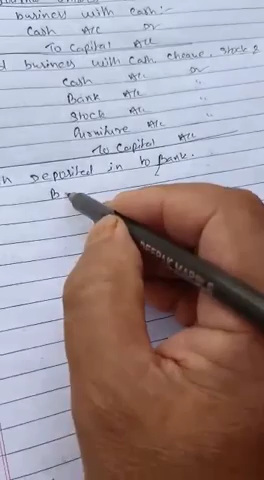 business with cash:-
Cash A/c Dr
To Capital A/c
business with cash, cheque, stock &
Cash A/c Dr
Bank A/c "
Stock A/c "
Furniture A/c "
To Capital A/c
deposited in to Bank.
B